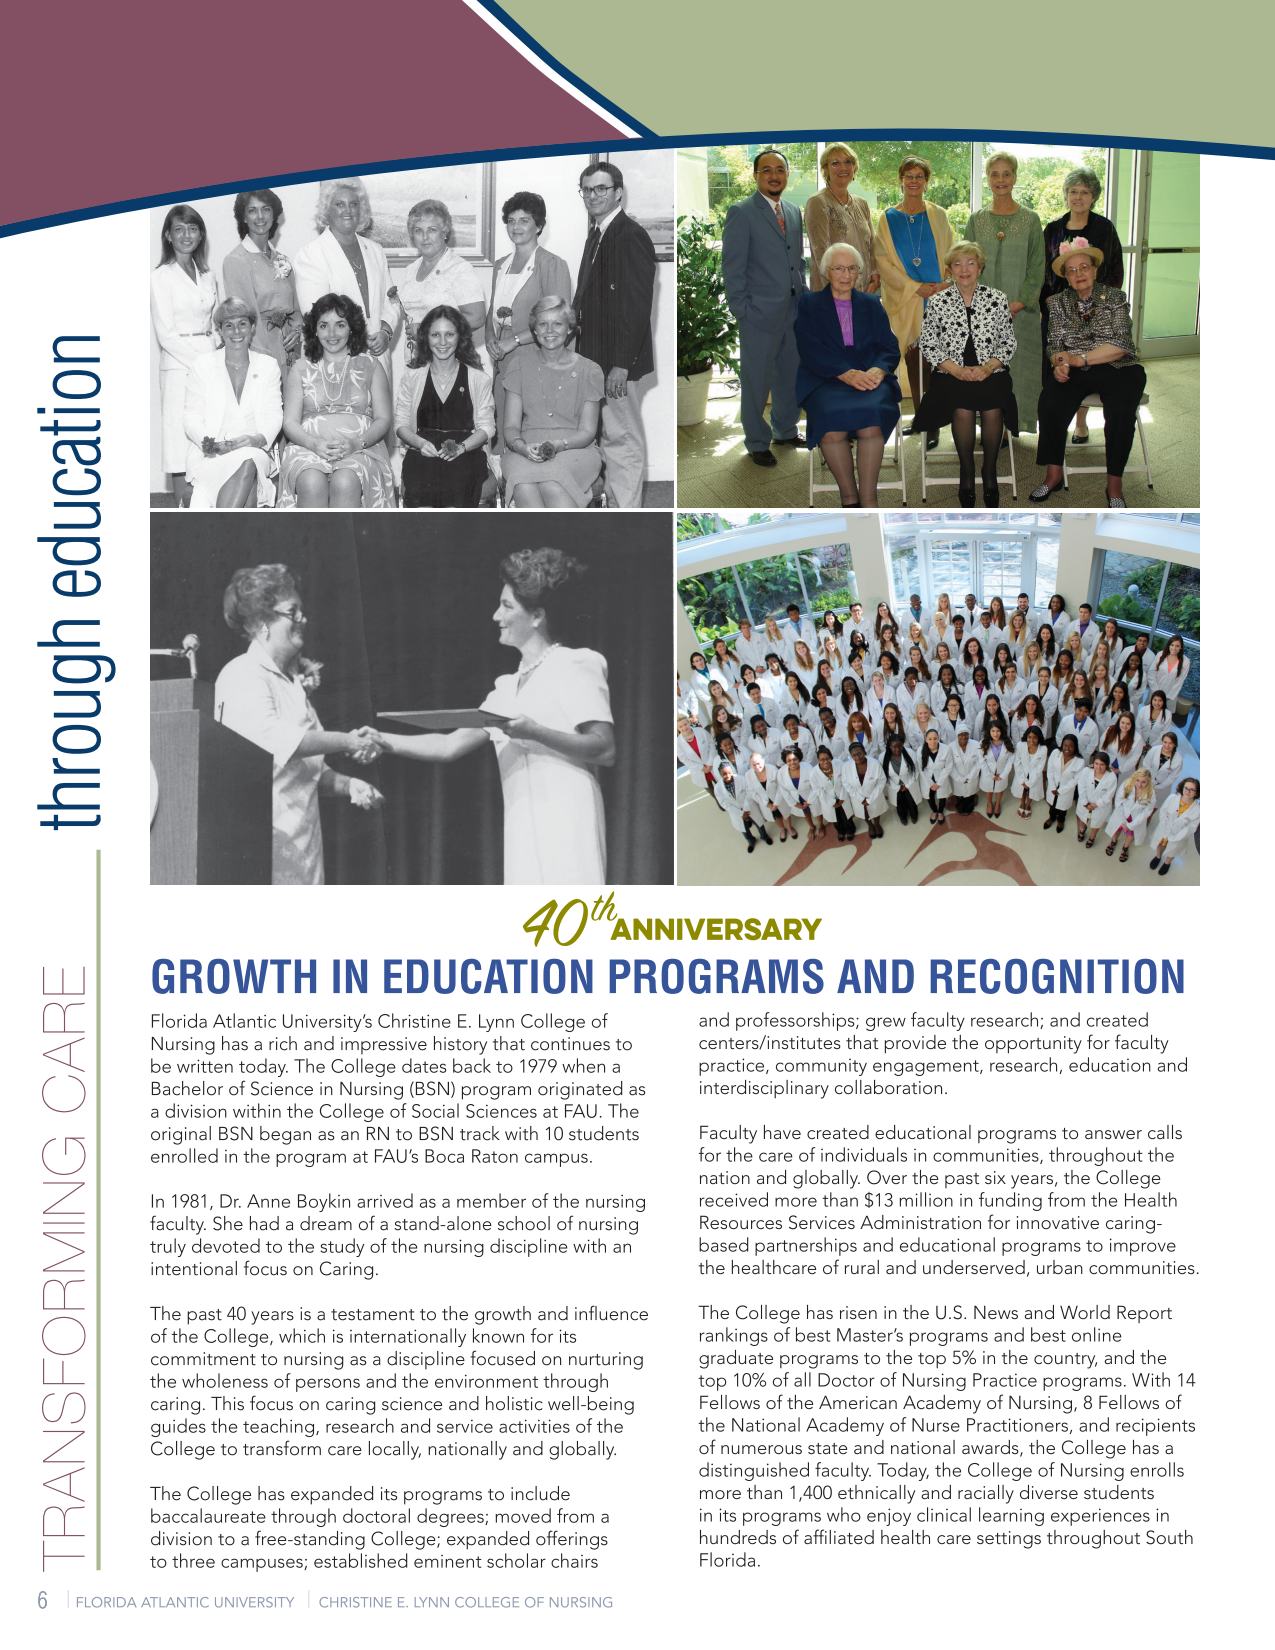 TRANSFORMING CARE
through education
40th ANNIVERSARY
GROWTH IN EDUCATION PROGRAMS AND RECOGNITION
Florida Atlantic University’s Christine E. Lynn College of
Nursing has a rich and impressive history that continues to
be written today. The College dates back to 1979 when a
Bachelor of Science in Nursing (BSN) program originated as
a division within the College of Social Sciences at FAU. The
original BSN began as an RN to BSN track with 10 students
enrolled in the program at FAU’s Boca Raton campus.
In 1981, Dr. Anne Boykin arrived as a member of the nursing
faculty. She had a dream of a stand-alone school of nursing
truly devoted to the study of the nursing discipline with an
intentional focus on Caring.
The past 40 years is a testament to the growth and influence
of the College, which is internationally known for its
commitment to nursing as a discipline focused on nurturing
the wholeness of persons and the environment through
caring. This focus on caring science and holistic well-being
guides the teaching, research and service activities of the
College to transform care locally, nationally and globally.
The College has expanded its programs to include
baccalaureate through doctoral degrees; moved from a
division to a free-standing College; expanded offerings
to three campuses; established eminent scholar chairs
and professorships; grew faculty research; and created
centers/institutes that provide the opportunity for faculty
practice, community engagement, research, education and
interdisciplinary collaboration.
Faculty have created educational programs to answer calls
for the care of individuals in communities, throughout the
nation and globally. Over the past six years, the College
received more than $13 million in funding from the Health
Resources Services Administration for innovative caring-
based partnerships and educational programs to improve
the healthcare of rural and underserved, urban communities.
The College has risen in the U.S. News and World Report
rankings of best Master’s programs and best online
graduate programs to the top 5% in the country, and the
top 10% of all Doctor of Nursing Practice programs. With 14
Fellows of the American Academy of Nursing, 8 Fellows of
the National Academy of Nurse Practitioners, and recipients
of numerous state and national awards, the College has a
distinguished faculty. Today, the College of Nursing enrolls
more than 1,400 ethnically and racially diverse students
in its programs who enjoy clinical learning experiences in
hundreds of affiliated health care settings throughout South
Florida.
6 | FLORIDA ATLANTIC UNIVERSITY | CHRISTINE E. LYNN COLLEGE OF NURSING